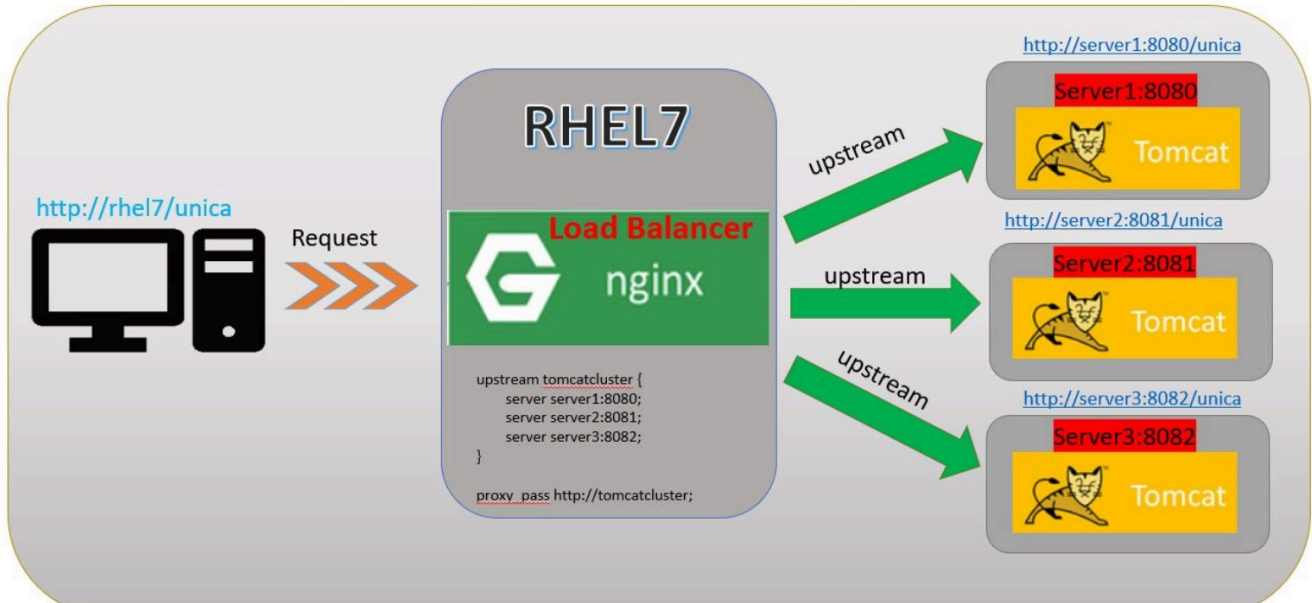 http://rhel7/unica
Request
RHEL7
Load Balancer
nginx
upstream tomcatcluster {
server server1:8080;
server server2:8081;
server server3:8082;
}
proxy_pass http://tomcatcluster;
upstream
upstream
upstream
http://server1:8080/unica
Server1:8080
Tomcat
http://server2:8081/unica
Server2:8081
Tomcat
http://server3:8082/unica
Server3:8082
Tomcat